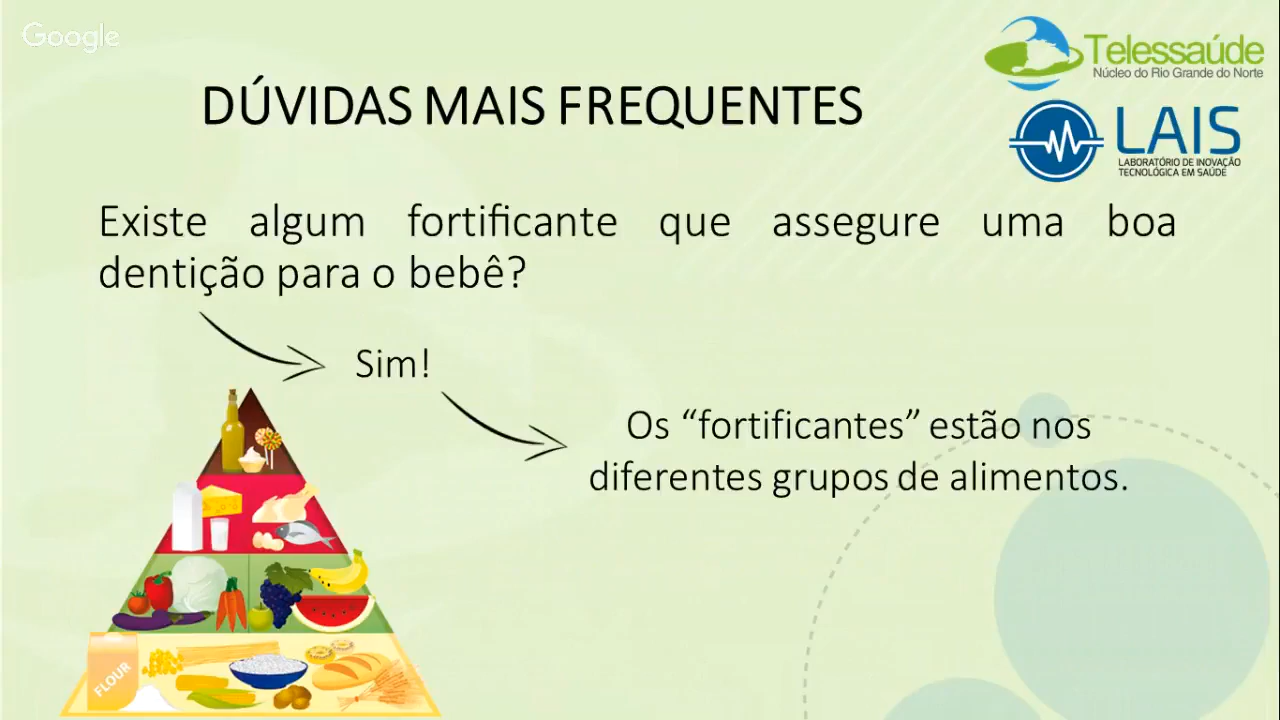 Google
Telessaúde
Núcleo do Rio Grande do Norte
DÚVIDAS MAIS FREQUENTES
LAIS
LABORATÓRIO DE INOVAÇÃO
TECNOLÓGICA EM SAÚDE
Existe algum fortificante que assegure uma boa
dentição para o bebê?
Sim!
Os “fortificantes” estão nos
diferentes grupos de alimentos.
FLOUR